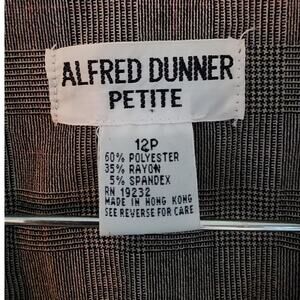 ALFRED DUNNER
PETITE
12P
60% POLYESTER
35% RAYON
5% SPANDEX
RN 19232
MADE IN HONG KONG
SEE REVERSE FOR CARE